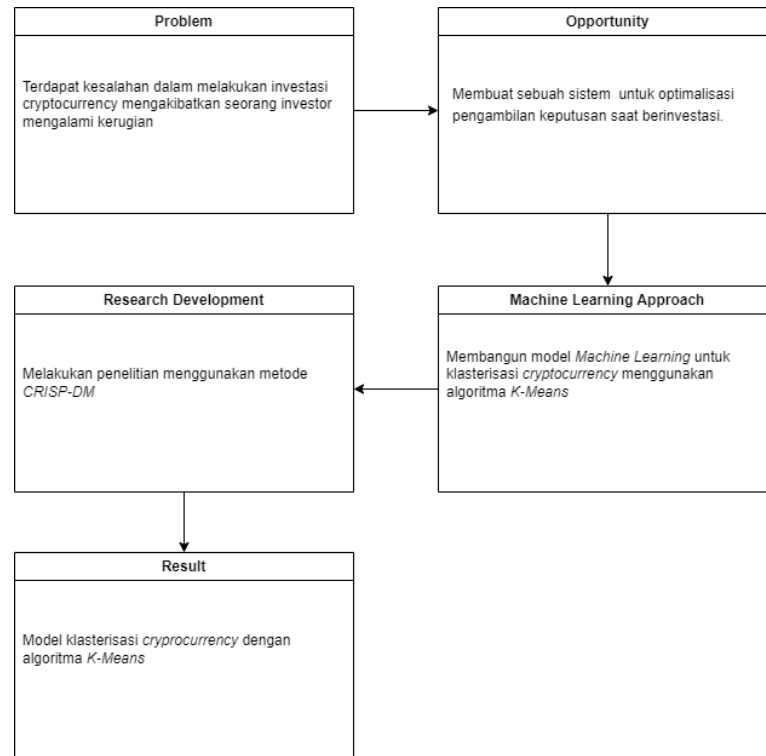 Problem
Terdapat kesalahan dalam melakukan investasi
cryptocurrency mengakibatkan seorang investor
mengalami kerugian
Opportunity
Membuat sebuah sistem untuk optimalisasi
pengambilan keputusan saat berinvestasi.
Machine Learning Approach
Membangun model Machine Learning untuk
klasterisasi cryptocurrency menggunakan
algoritma K-Means
Research Development
Melakukan penelitian menggunakan metode
CRISP-DM
Result
Model klasterisasi cryprocurrency dengan
algoritma K-Means